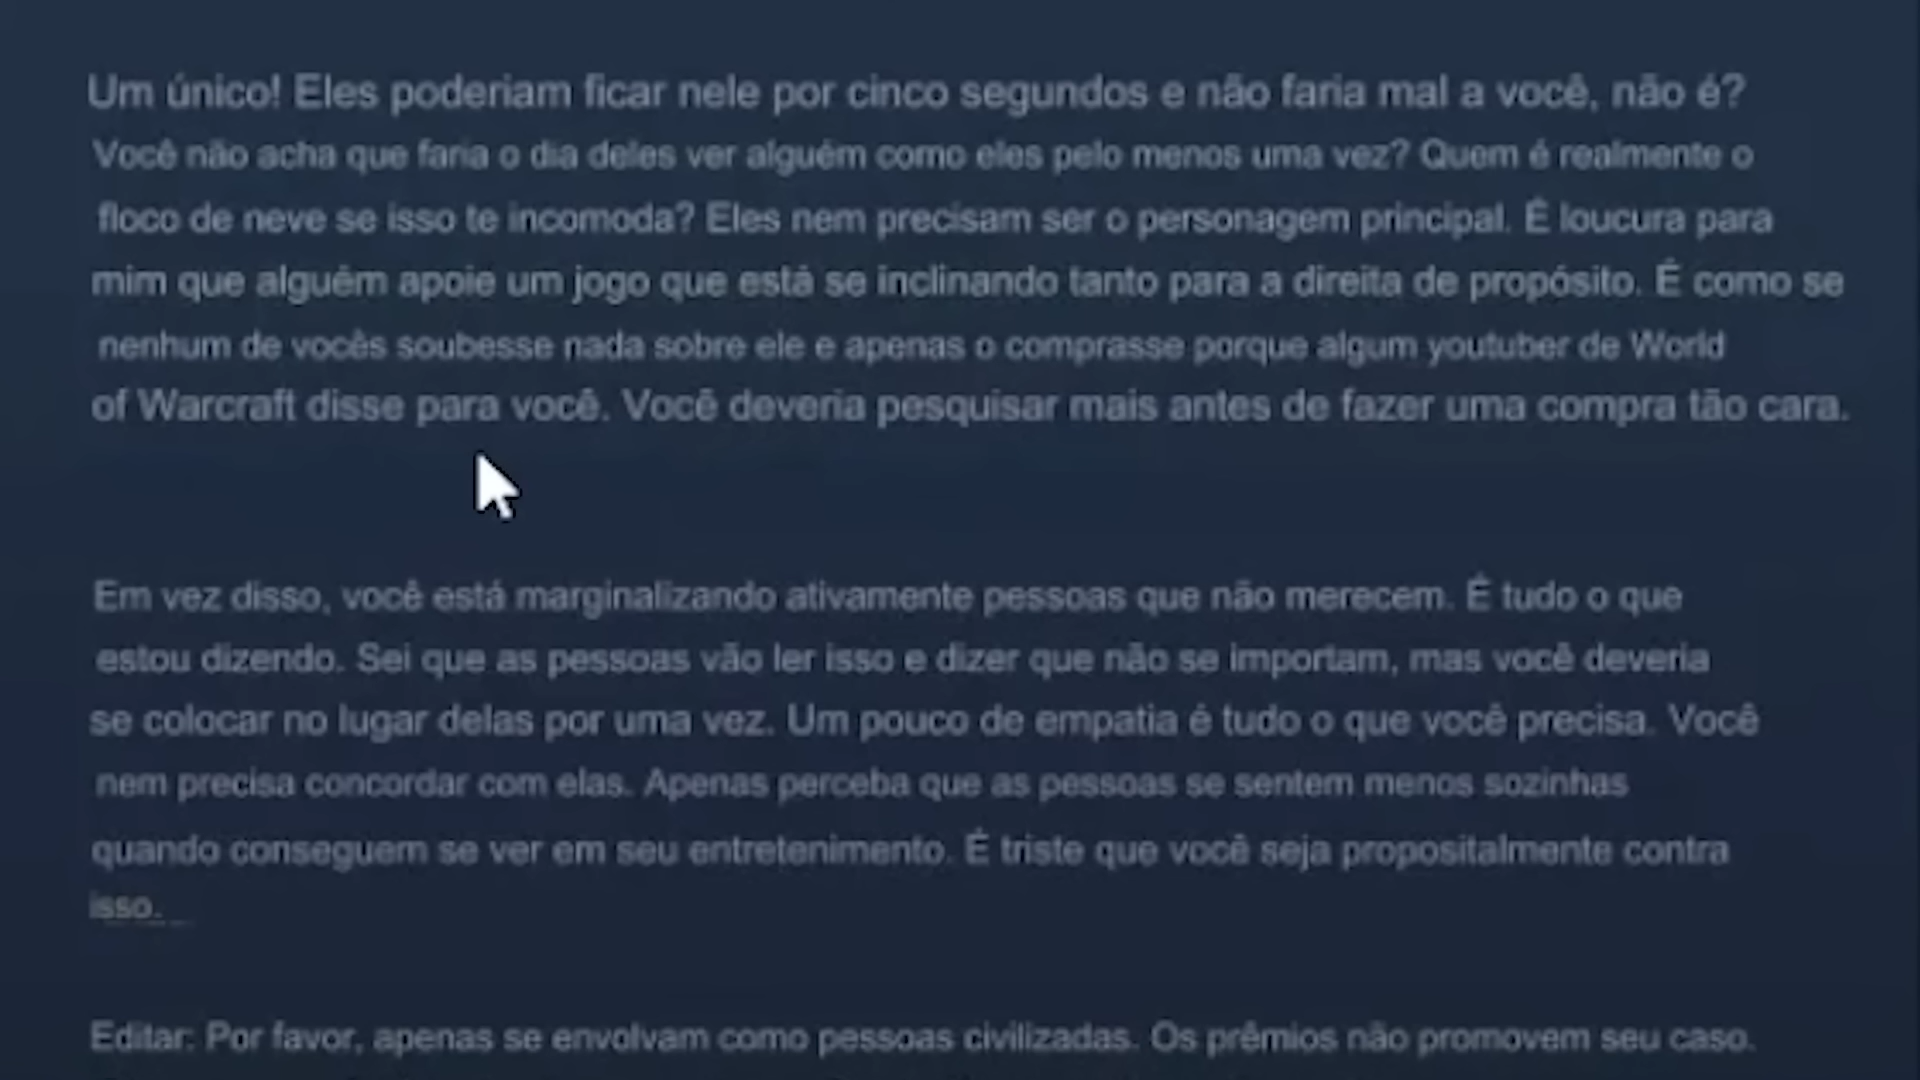 Um único! Eles poderiam ficar nele por cinco segundos e não faria mal a você, não é?
Você não acha que faria o dia deles ver alguém como eles pelo menos uma vez? Quem é realmente o
floco de neve se isso te incomoda? Eles nem precisam ser o personagem principal. É loucura para
mim que alguém apoie um jogo que está se inclinando tanto para a direita de propósito. É como se
nenhum de vocês soubesse nada sobre ele e apenas o comprasse porque algum youtuber de World
of Warcraft disse para você. Você deveria pesquisar mais antes de fazer uma compra tão cara.
Em vez disso, você está marginalizando ativamente pessoas que não merecem. É tudo o que
estou dizendo. Sei que as pessoas vão ler isso e dizer que não se importam, mas você deveria
se colocar no lugar delas por uma vez. Um pouco de empatia é tudo o que você precisa. Você
nem precisa concordar com elas. Apenas perceba que as pessoas se sentem menos sozinhas
quando conseguem se ver em seu entretenimento. É triste que você seja propositalmente contra
isso.
Editar: Por favor, apenas se envolvam como pessoas civilizadas. Os prêmios não promovem seu caso.